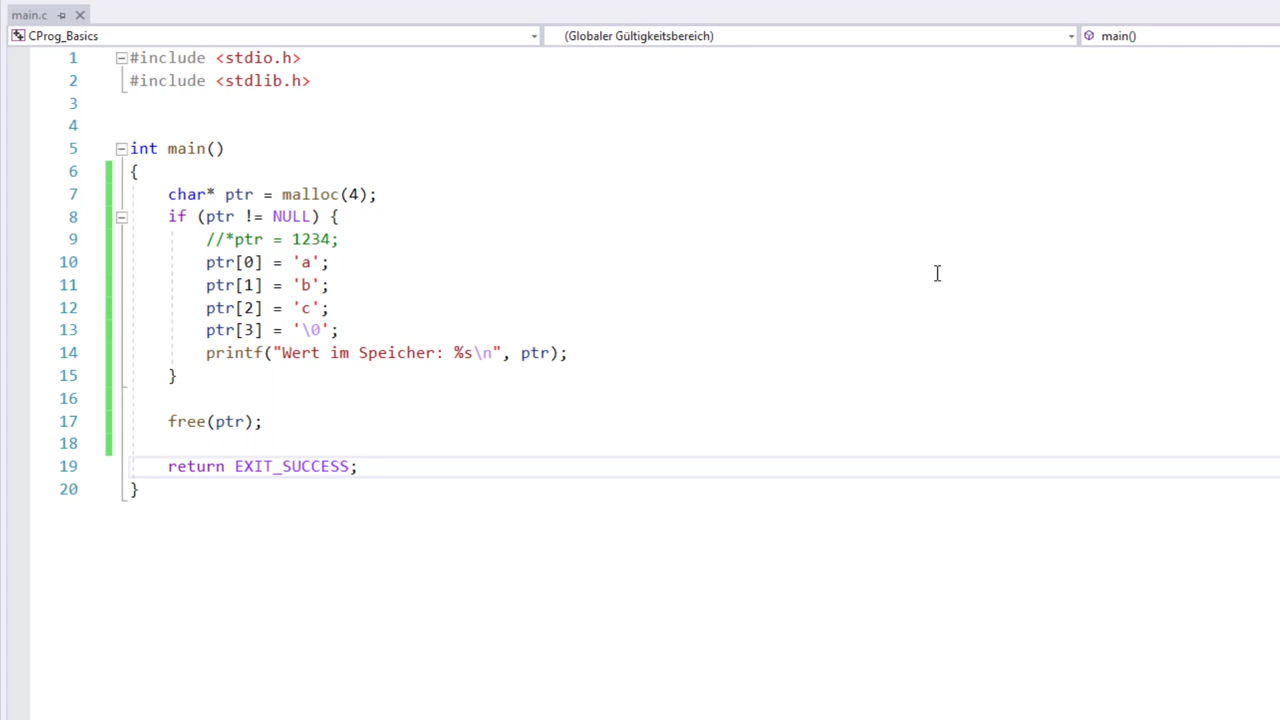 main.c
CProg_Basics
(Globaler Gültigkeitsbereich)
main()
1 #include <stdio.h>
2 #include <stdlib.h>
3
4
5 int main()
6 {
7 char* ptr = malloc(4);
8 if (ptr != NULL) {
9 //*ptr = 1234;
10 ptr[0] = 'a';
11 ptr[1] = 'b';
12 ptr[2] = 'c';
13 ptr[3] = '\0';
14 printf("Wert im Speicher: %s\n", ptr);
15 }
16
17 free(ptr);
18
19 return EXIT_SUCCESS;
20 }